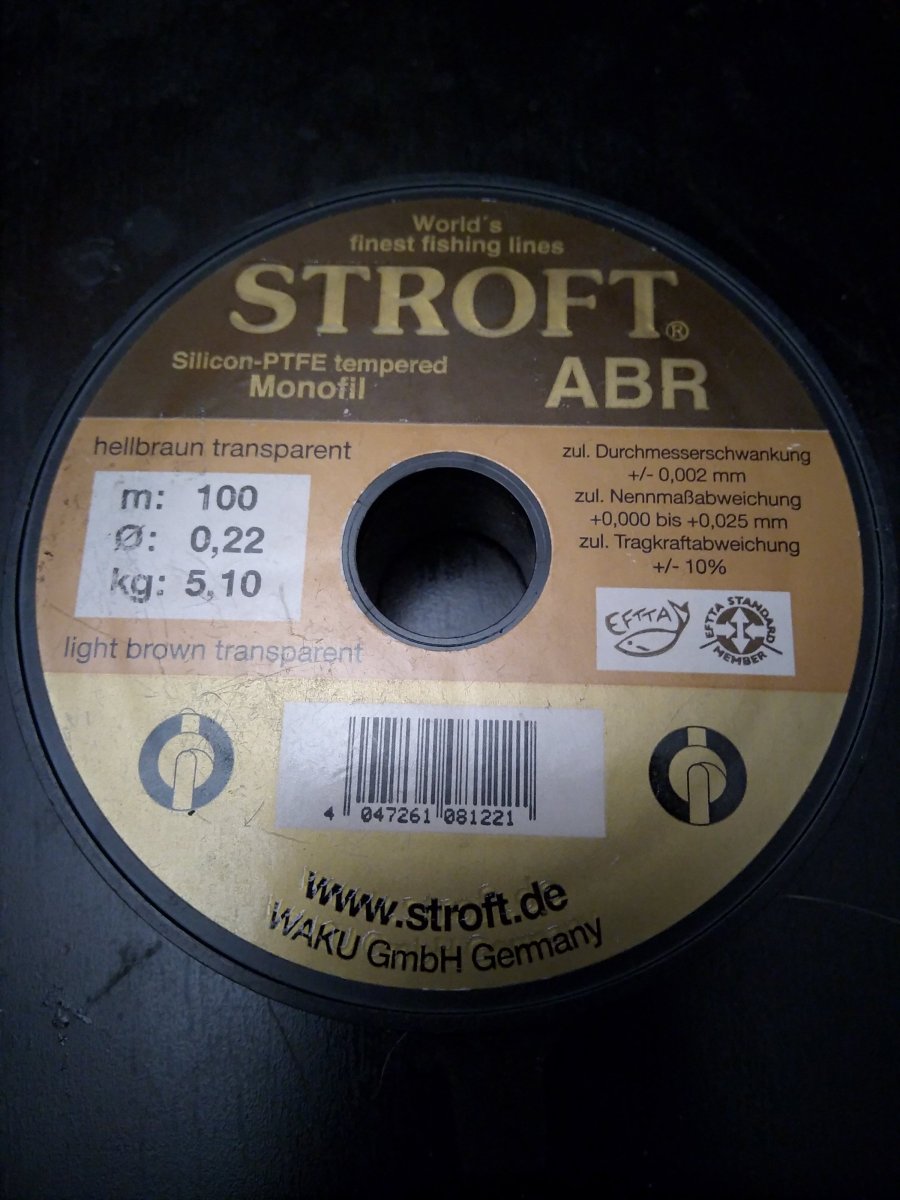 World's
finest fishing lines
STROFT®
Silicon-PTFE tempered
Monofil
ABR
hellbraun transparent
m: 100
Ø: 0,22
kg: 5,10
light brown transparent
zul. Durchmesserschwankung
+/- 0,002 mm
zul. Nennmaßabweichung
+0,000 bis +0,025 mm
zul. Tragkraftabweichung
+/- 10%
EFTTA
EFTTA STANDARD
MEMBER
4 047261 081221
www.stroft.de
WAKU GmbH Germany